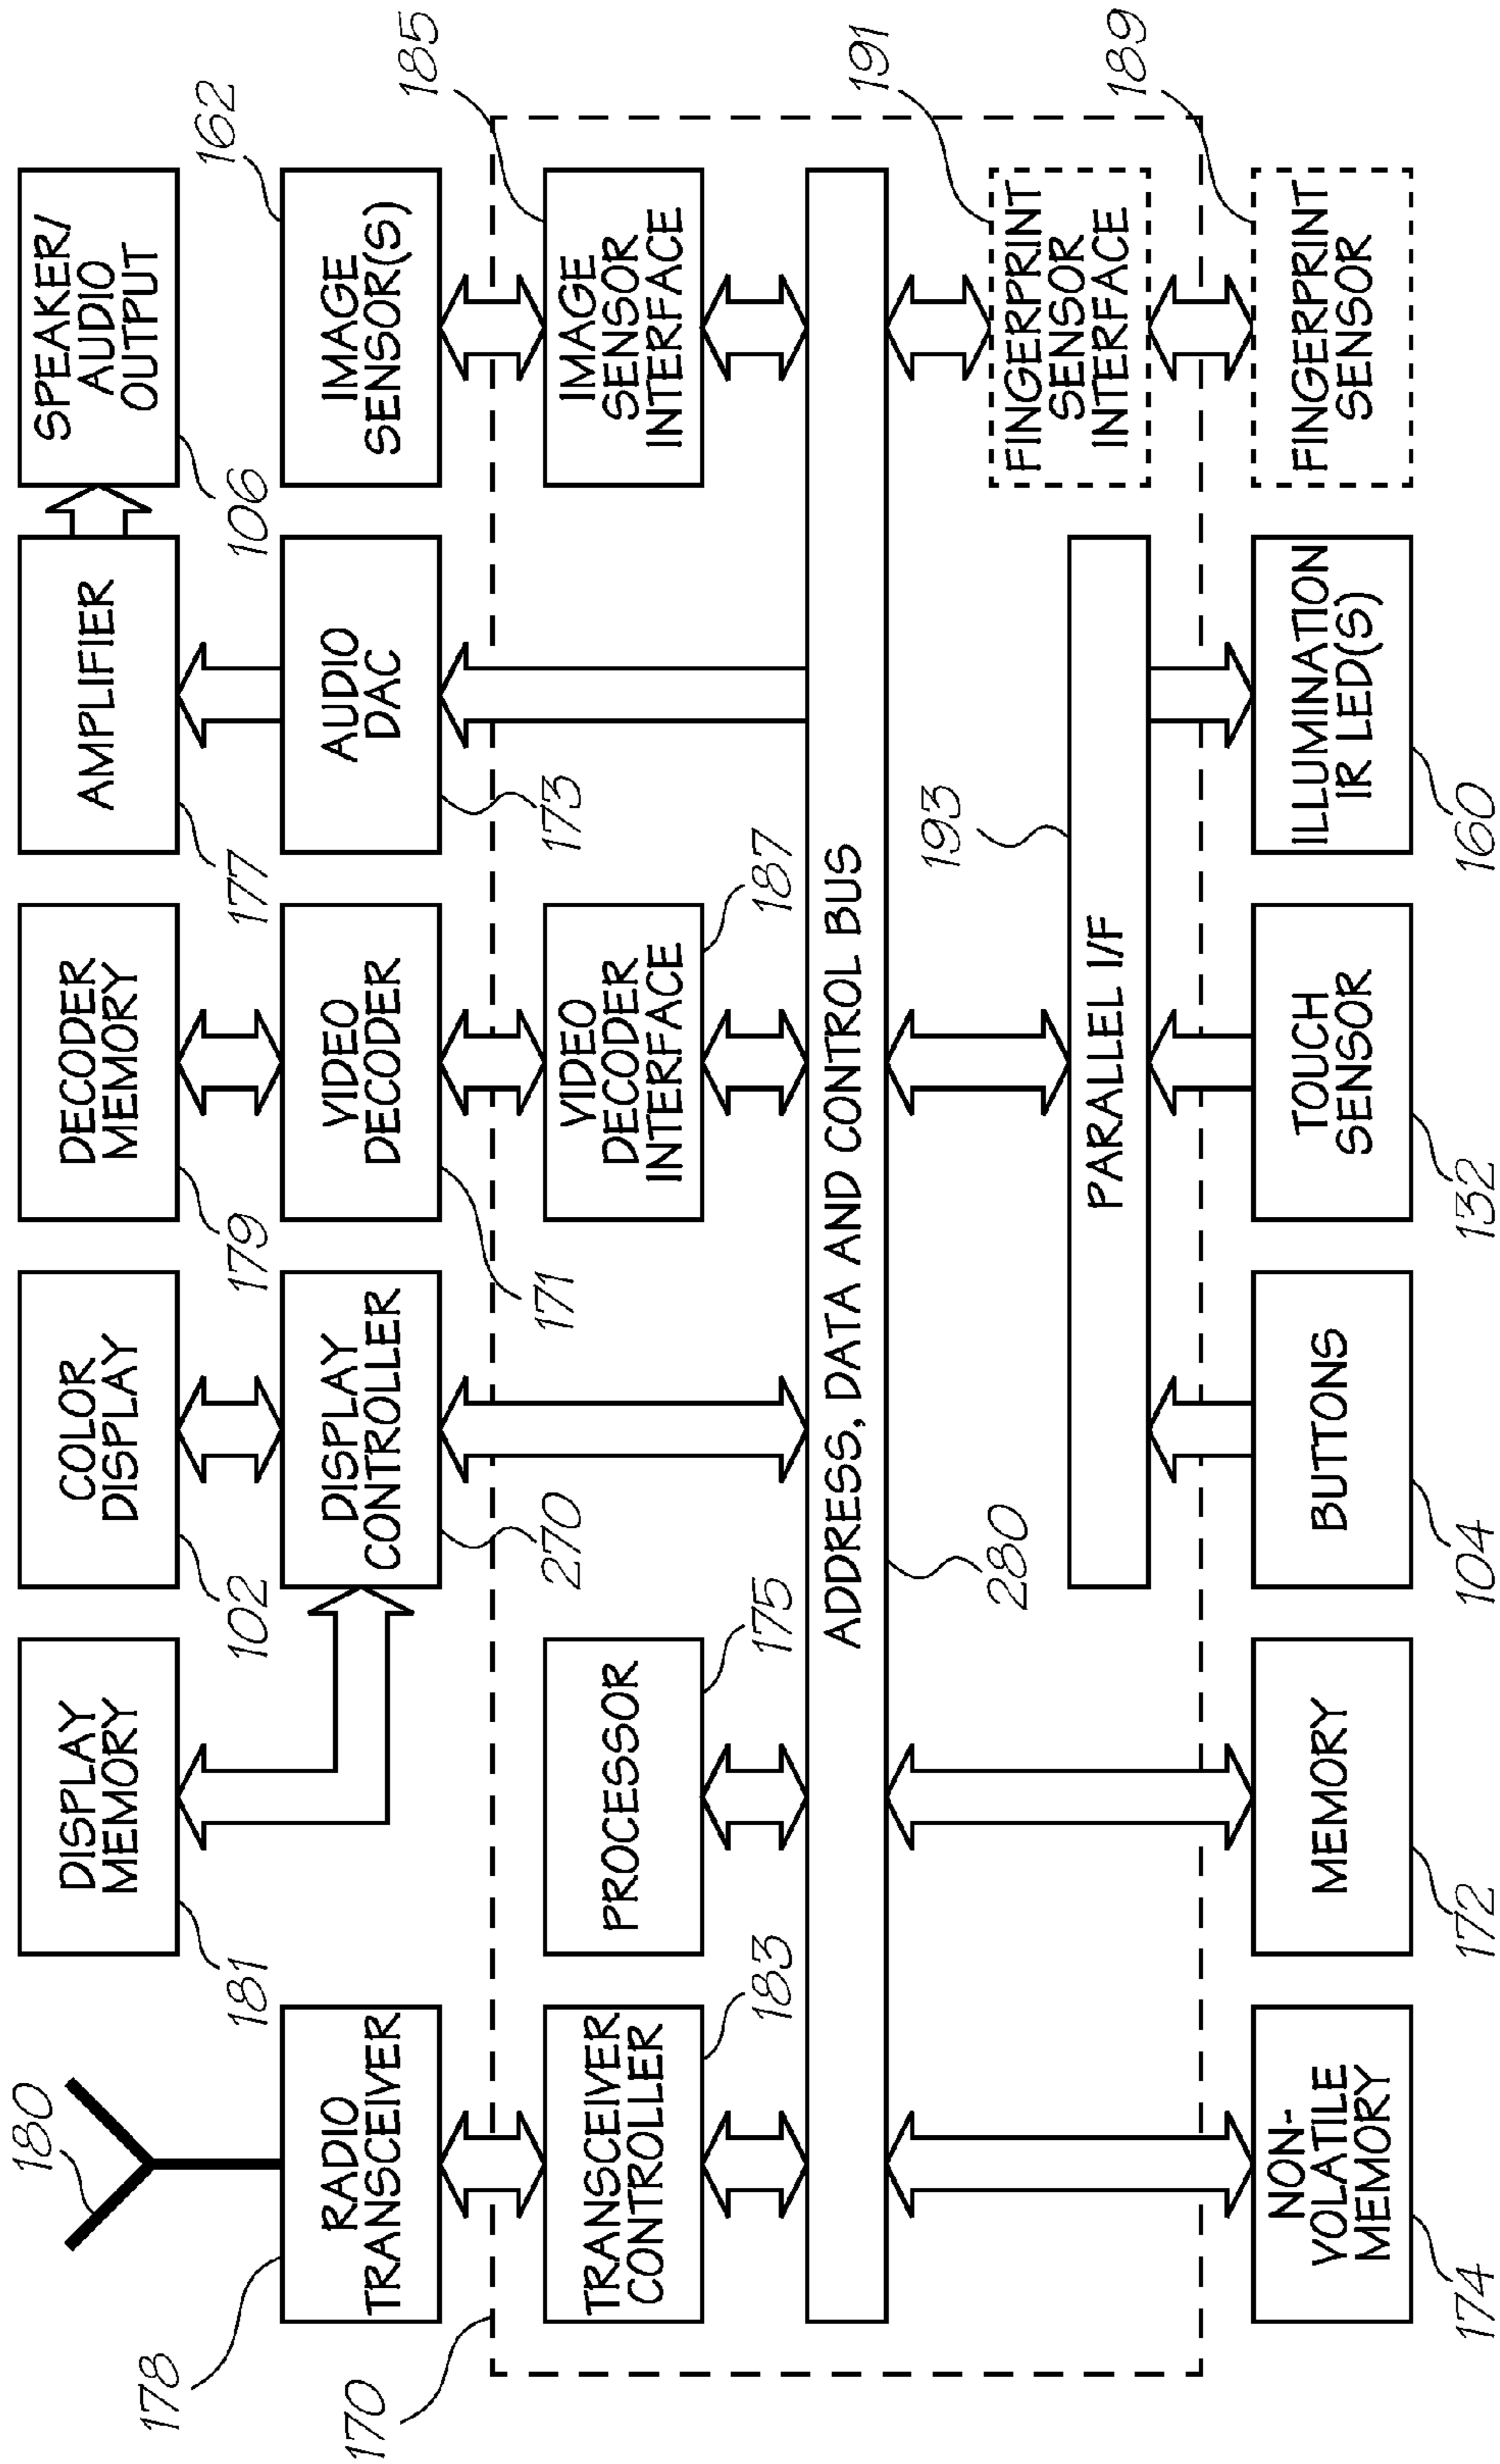 180
DISPLAY
MEMORY
181
COLOR
DISPLAY
102
DECODER
MEMORY
179
AMPLIFIER
177
SPEAKER/
AUDIO
OUTPUT
106
178
RADIO
TRANSCEIVER
DISPLAY
CONTROLLER
270
VIDEO
DECODER
171
AUDIO
DAC
173
IMAGE
SENSOR(S)
162
170
TRANSCEIVER
CONTROLLER
183
PROCESSOR
175
VIDEO
DECODER
INTERFACE
187
IMAGE
SENSOR
INTERFACE
185
ADDRESS, DATA AND CONTROL BUS
280
193
191
PARALLEL I/F
FINGERPRINT
SENSOR
INTERFACE
189
NON-
VOLATILE
MEMORY
174
MEMORY
172
BUTTONS
104
TOUCH
SENSOR
132
ILLUMINATION
IR LED(S)
160
FINGERPRINT
SENSOR